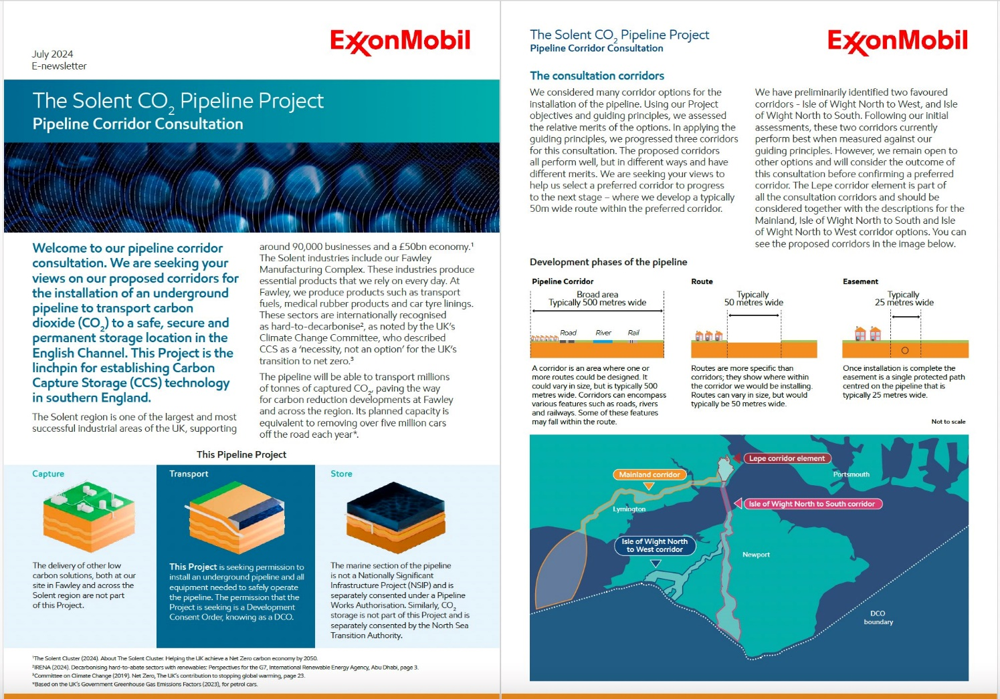 July 2024
E-newsletter
ExxonMobil
The Solent CO2 Pipeline Project
Pipeline Corridor Consultation
Welcome to our pipeline corridor
consultation. We are seeking your
views on our proposed corridors for
the installation of an underground
pipeline to transport carbon
dioxide (CO2) to a safe, secure and
permanent storage location in the
English Channel. This Project is the
linchpin for establishing Carbon
Capture Storage (CCS) technology
in southern England.
The Solent region is one of the largest and most
successful industrial areas of the UK, supporting
around 90,000 businesses and a £50bn economy.¹
The Solent industries include our Fawley
Manufacturing Complex. These industries produce
essential products that we rely on every day. At
Fawley, we produce products such as transport
fuels, medical rubber products and car tyre linings.
These sectors are internationally recognised
as hard-to-decarbonise², as noted by the UK's
Climate Change Committee, who described
CCS as a 'necessity, not an option' for the UK's
transition to net zero.³
The pipeline will be able to transport millions
of tonnes of captured CO2, paving the way
for carbon reduction developments at Fawley
and across the region. Its planned capacity is
equivalent to removing over five million cars
off the road each year*.
This Pipeline Project
Capture
The delivery of other low
carbon solutions, both at our
site in Fawley and across the
Solent region are not part
of this Project.
Transport
This Project is seeking permission to
install an underground pipeline and all
equipment needed to safely operate
the pipeline. The permission that the
Project is seeking is a Development
Consent Order, knowing as a DCO.
Store
The marine section of the pipeline
is not a Nationally Significant
Infrastructure Project (NSIP) and is
separately consented under a Pipeline
Works Authorisation. Similarly, CO2
storage is not part of this Project and is
separately consented by the North Sea
Transition Authority.
¹The Solent Cluster (2024). About The Solent Cluster. Helping the UK achieve a Net Zero carbon economy by 2050.
²IRENA (2024). Decarbonising hard-to-abate sectors with renewables: Perspectives for the G7, International Renewable Energy Agency, Abu Dhabi, page 3.
³Committee on Climate Change (2019). Net Zero, The UK's contribution to stopping global warming, page 23.
*Based on the UK's Government Greenhouse Gas Emissions Factors (2023), for petrol cars.
The Solent CO2 Pipeline Project
Pipeline Corridor Consultation
ExxonMobil
The consultation corridors
We considered many corridor options for the
installation of the pipeline. Using our Project
objectives and guiding principles, we assessed
the relative merits of the options. In applying the
guiding principles, we progressed three corridors
for this consultation. The proposed corridors
all perform well, but in different ways and have
different merits. We are seeking your views to
help us select a preferred corridor to progress
to the next stage – where we develop a typically
50m wide route within the preferred corridor.
We have preliminarily identified two favoured
corridors - Isle of Wight North to West, and Isle
of Wight North to South. Following our initial
assessments, these two corridors currently
perform best when measured against our
guiding principles. However, we remain open to
other options and will consider the outcome of
this consultation before confirming a preferred
corridor. The Lepe corridor element is part of
all the consultation corridors and should be
considered together with the descriptions for the
Mainland, Isle of Wight North to South and Isle
of Wight North to West corridor options. You can
see the proposed corridors in the image below.
Development phases of the pipeline
Pipeline Corridor
Broad area
Typically 500 metres wide
Road River Rail
A corridor is an area where one or
more routes could be designed. It
could vary in size, but is typically 500
metres wide. Corridors can encompass
various features such as roads, rivers
and railways. Some of these features
may fall within the route.
Route
Typically
50 metres wide
Routes are more specific than
corridors; they show where within
the corridor we would be installing.
Routes can vary in size, but would
typically be 50 metres wide.
Easement
Typically
25 metres wide
Once installation is complete the
easement is a single protected path
centred on the pipeline that is
typically 25 metres wide.
Not to scale
Lepe corridor element
Mainland corridor
Portsmouth
Isle of Wight North to South corridor
Lymington
Isle of Wight North
to West corridor
Newport
DCO
boundary